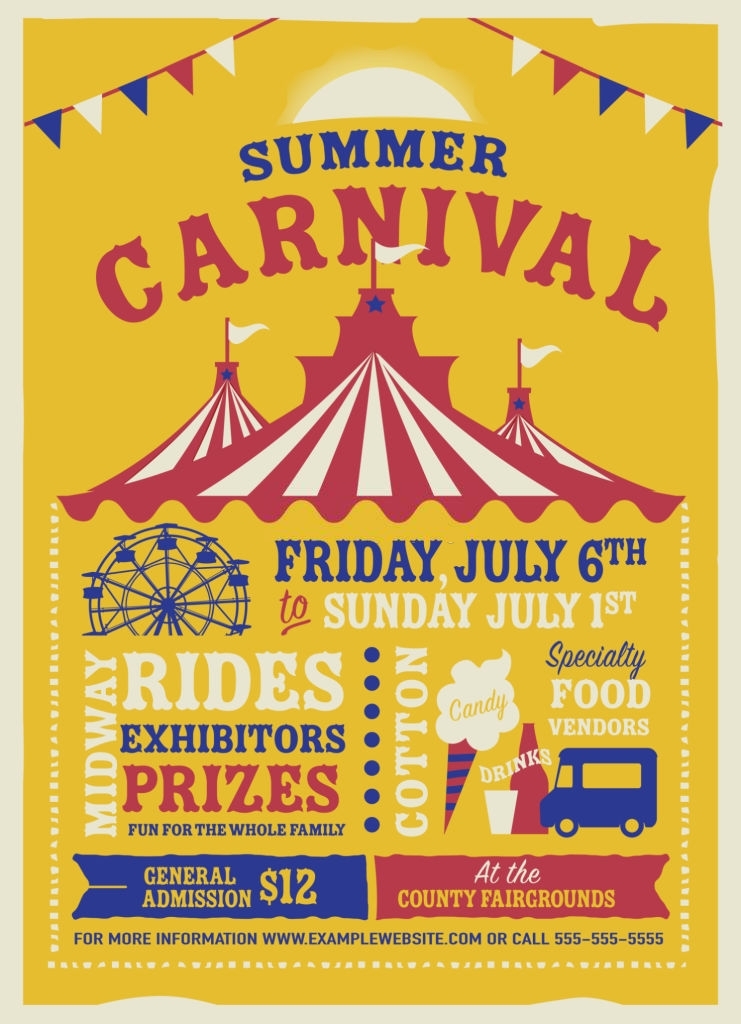 SUMMER
CARNIVAL
FRIDAY, JULY 6TH
to SUNDAY JULY 1ST
MIDWAY
RIDES
EXHIBITORS
PRIZES
FUN FOR THE WHOLE FAMILY
COTTON
Candy
DRINKS
Specialty
FOOD
VENDORS
GENERAL
ADMISSION $12
At the
COUNTY FAIRGROUNDS
FOR MORE INFORMATION WWW.EXAMPLEWEBSITE.COM OR CALL 555-555-5555